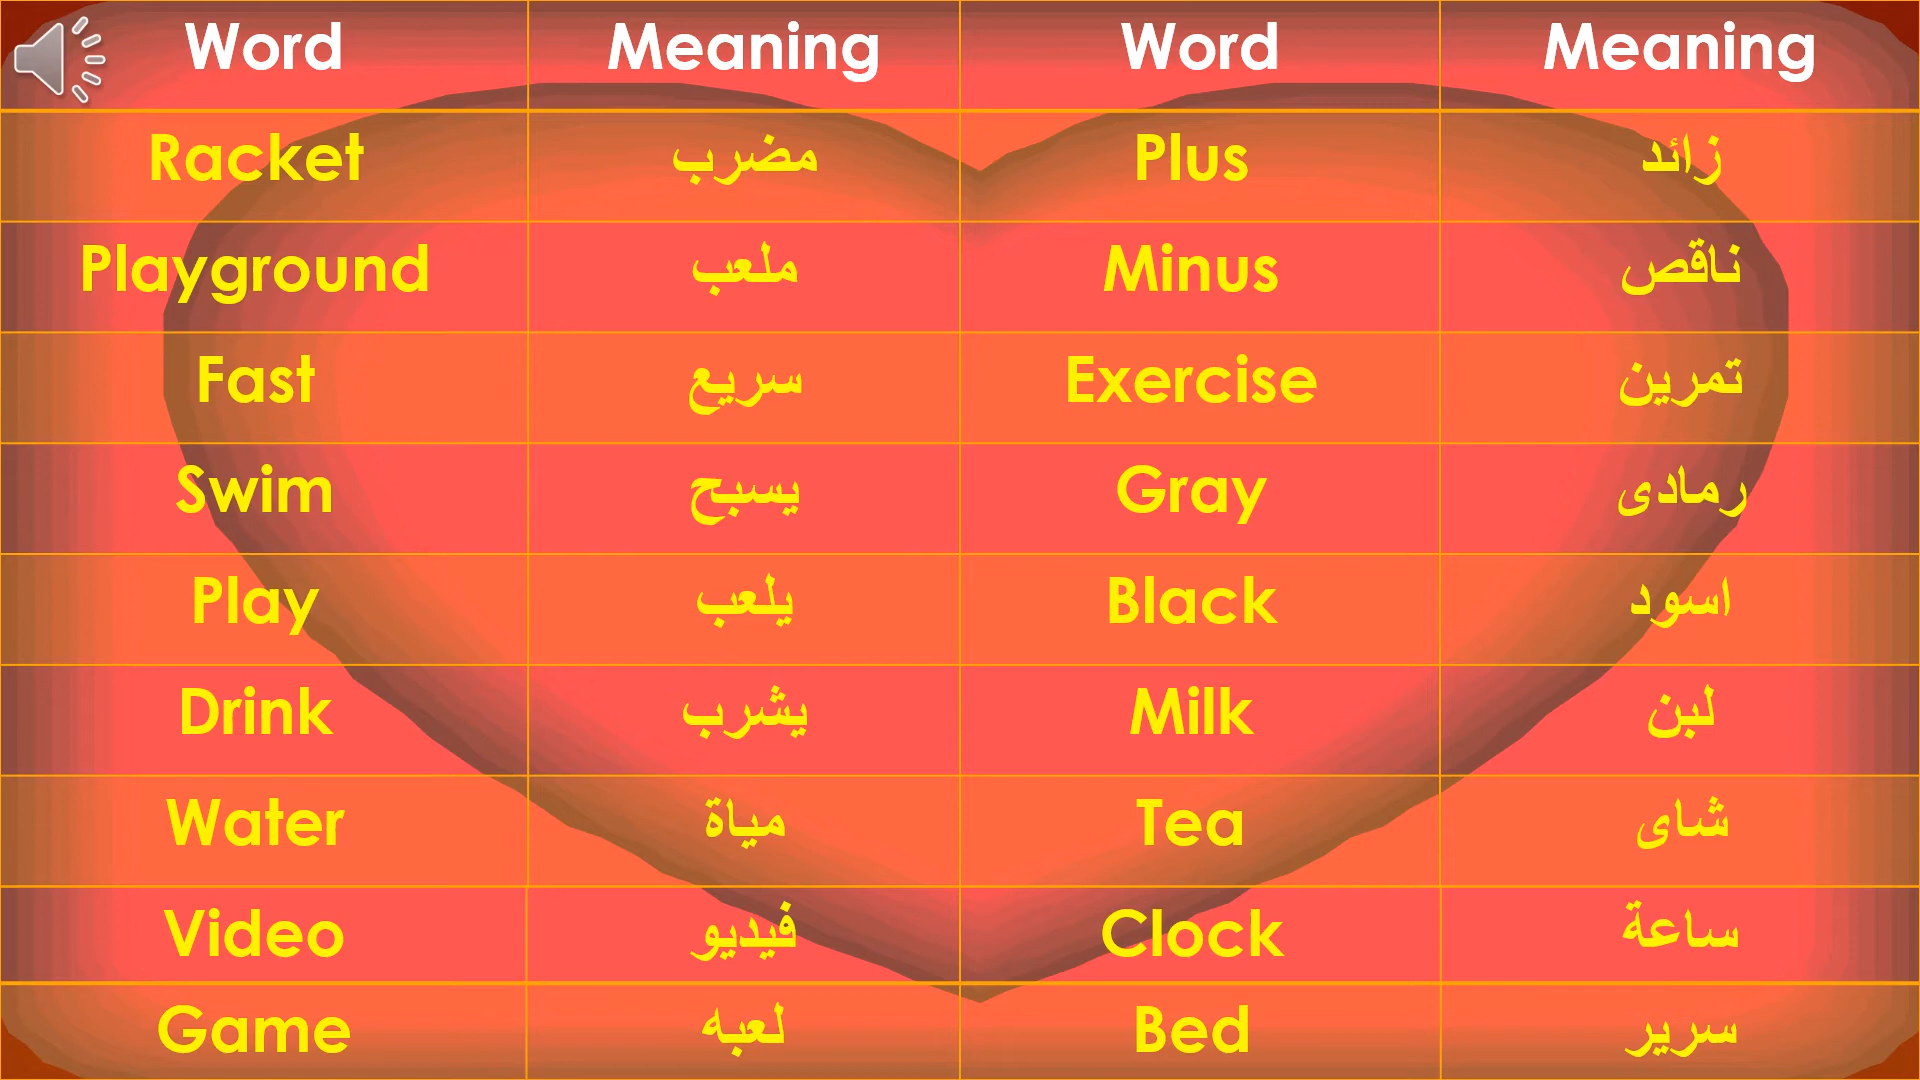 Word Meaning Word Meaning
Racket مضرب Plus زائد
Playground ملعب Minus ناقص
Fast سريع Exercise تمرين
Swim يسبح Gray رمادى
Play يلعب Black اسود
Drink يشرب Milk لبن
Water مياة Tea شاى
Video فيديو Clock ساعة
Game لعبه Bed سرير